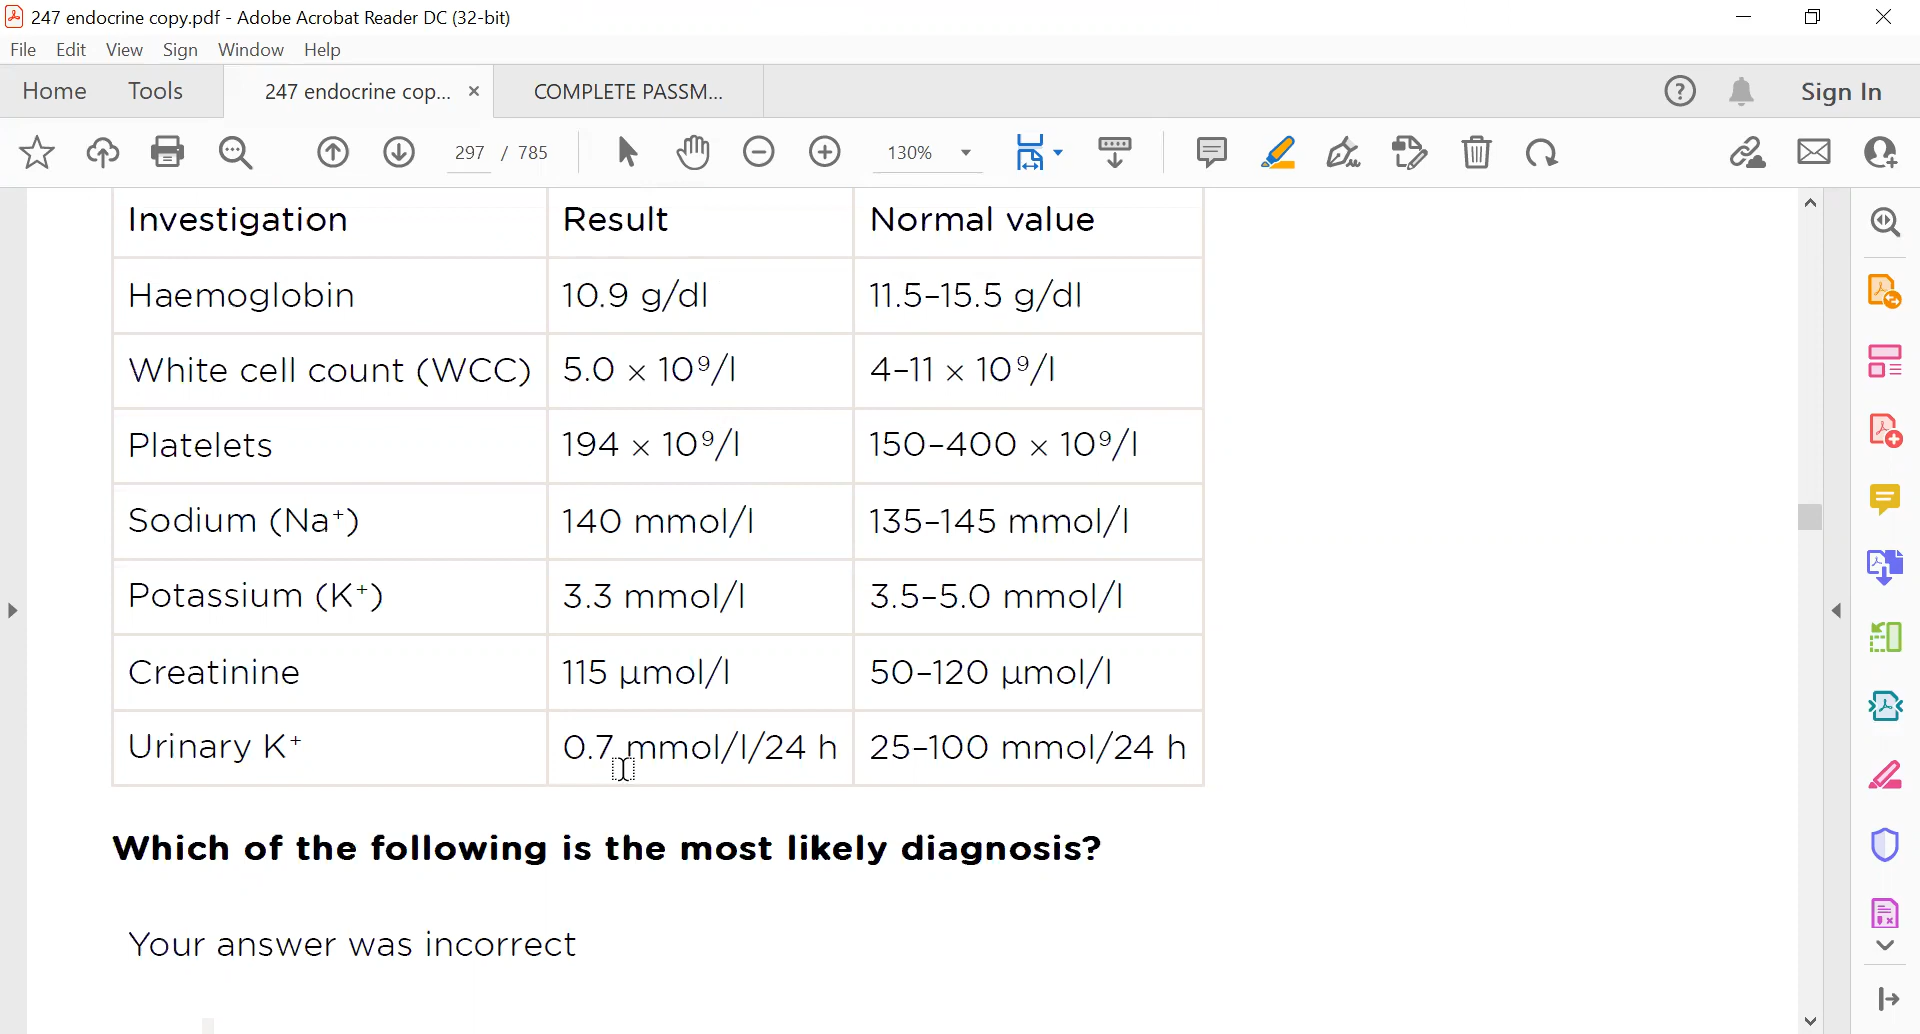 247 endocrine copy.pdf - Adobe Acrobat Reader DC (32-bit)
File Edit View Sign Window Help
Home Tools 247 endocrine cop... × COMPLETE PASSM... Sign In
297 / 785 130%
Investigation Result Normal value
Haemoglobin 10.9 g/dl 11.5–15.5 g/dl
White cell count (WCC) 5.0 × 10⁹/l 4–11 × 10⁹/l
Platelets 194 × 10⁹/l 150–400 × 10⁹/l
Sodium (Na⁺) 140 mmol/l 135–145 mmol/l
Potassium (K⁺) 3.3 mmol/l 3.5–5.0 mmol/l
Creatinine 115 µmol/l 50–120 µmol/l
Urinary K⁺ 0.7 mmol/l/24 h 25–100 mmol/24 h
Which of the following is the most likely diagnosis?
Your answer was incorrect